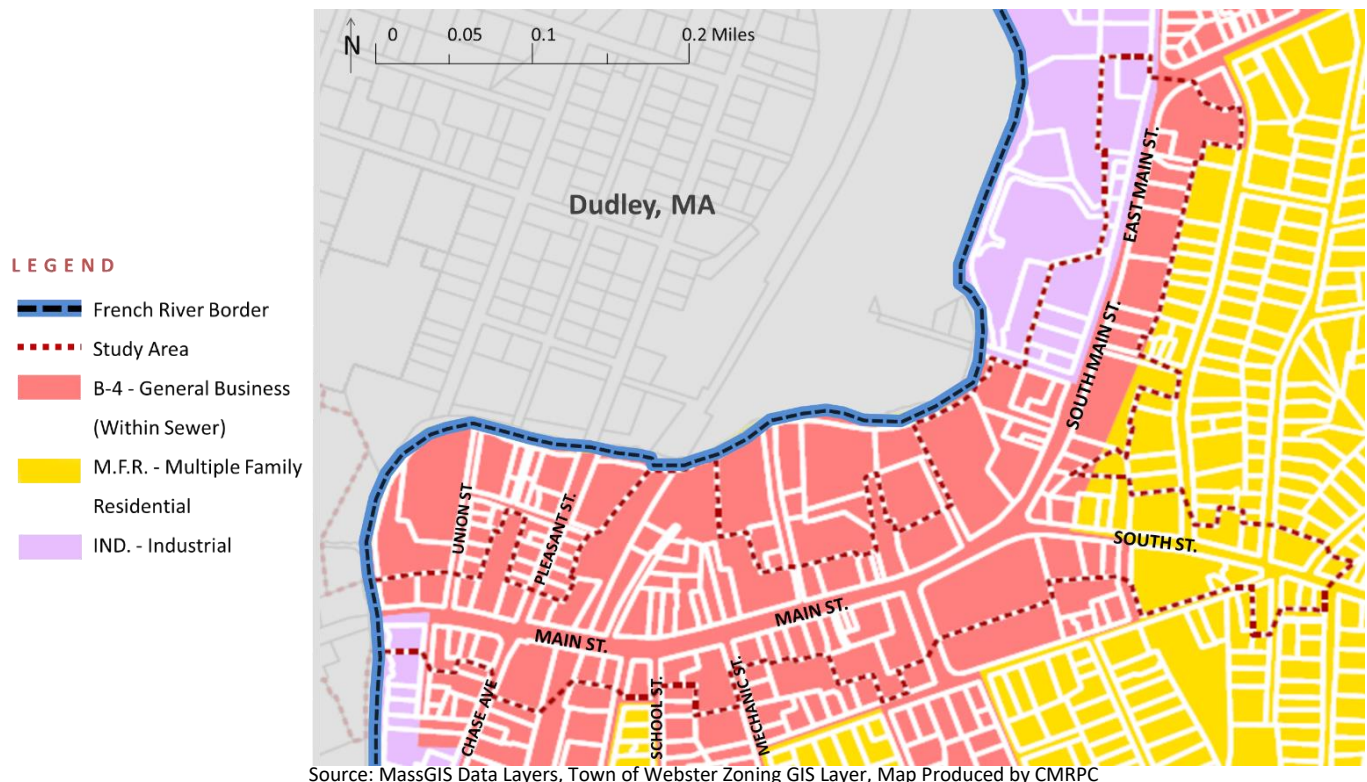 N
0 0.05 0.1 0.2 Miles
Dudley, MA
LEGEND
French River Border
Study Area
B-4 - General Business
(Within Sewer)
M.F.R. - Multiple Family
Residential
IND. - Industrial
EAST MAIN ST.
SOUTH MAIN ST.
SOUTH ST.
UNION ST
PLEASANT ST.
MAIN ST.
MAIN ST.
CHASE AVE
SCHOOL ST.
MECHANIC ST.
Source: MassGIS Data Layers, Town of Webster Zoning GIS Layer, Map Produced by CMRPC